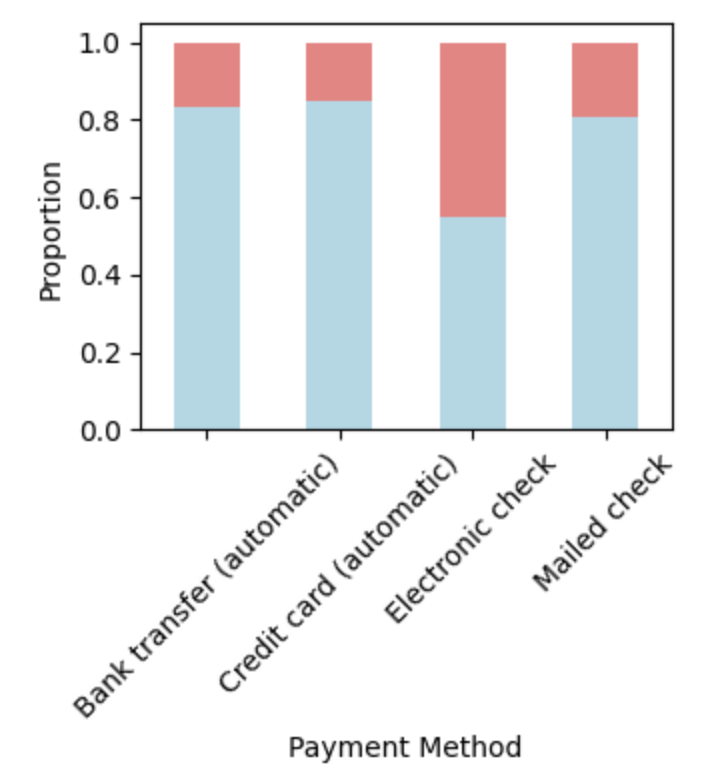 1.0
0.8
0.6
0.4
0.2
0.0
Proportion
Bank transfer (automatic)
Credit card (automatic)
Electronic check
Mailed check
Payment Method